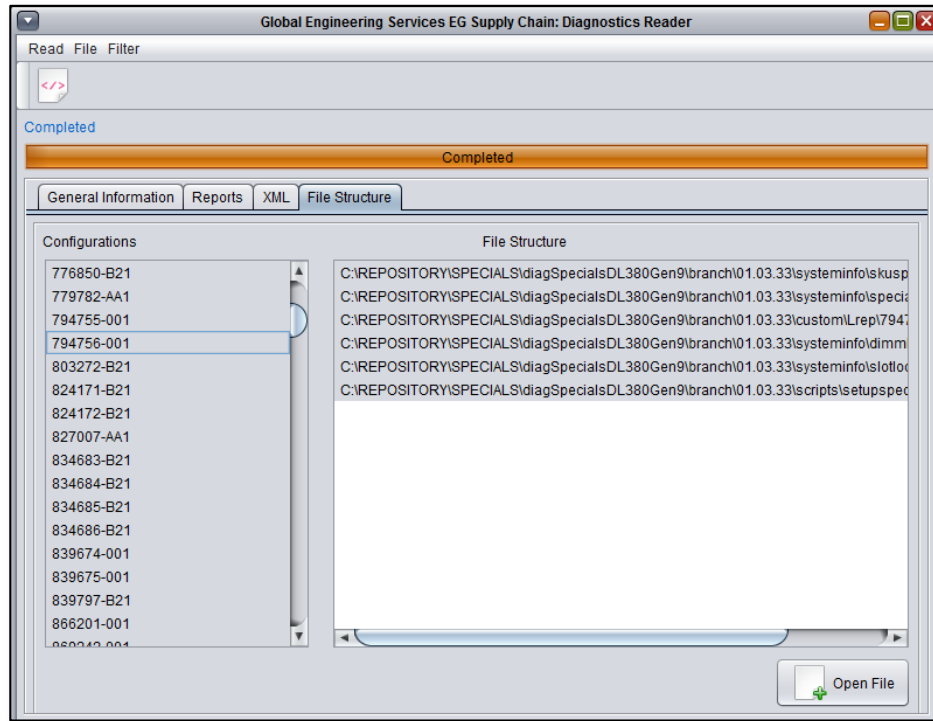 Global Engineering Services EG Supply Chain: Diagnostics Reader
Read File Filter
</>
Completed
Completed
General Information Reports XML File Structure
Configurations
776850-B21
779782-AA1
794755-001
794756-001
803272-B21
824171-B21
824172-B21
827007-AA1
834683-B21
834684-B21
834685-B21
834686-B21
839674-001
839675-001
839797-B21
866201-001
File Structure
C:\REPOSITORY\SPECIALS\diagSpecialsDL380Gen9\branch\01.03.33\systeminfo\skusp
C:\REPOSITORY\SPECIALS\diagSpecialsDL380Gen9\branch\01.03.33\systeminfo\specia
C:\REPOSITORY\SPECIALS\diagSpecialsDL380Gen9\branch\01.03.33\custom\Lrep\7947
C:\REPOSITORY\SPECIALS\diagSpecialsDL380Gen9\branch\01.03.33\systeminfo\dimm
C:\REPOSITORY\SPECIALS\diagSpecialsDL380Gen9\branch\01.03.33\systeminfo\slotloc
C:\REPOSITORY\SPECIALS\diagSpecialsDL380Gen9\branch\01.03.33\scripts\setupspec
Open File